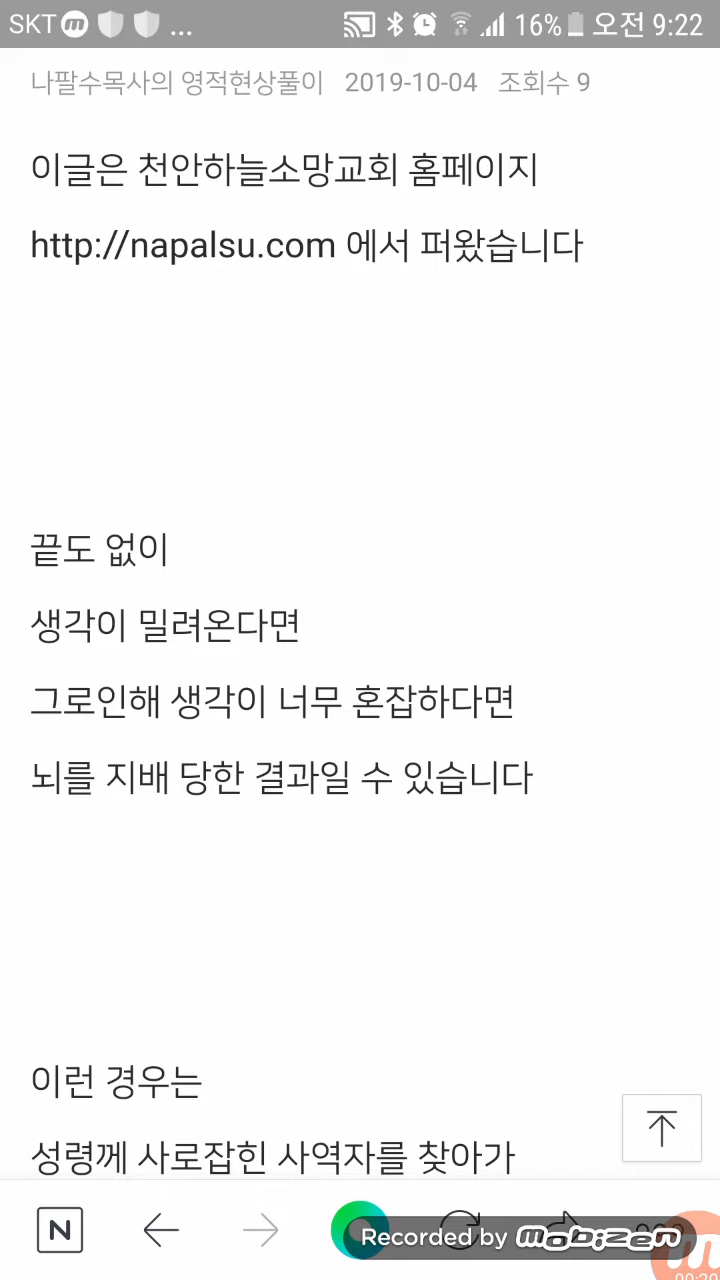 SKT m ... 16% 오전 9:22
나팔수목사의 영적현상풀이 2019-10-04 조회수 9
이글은 천안하늘소망교회 홈페이지
http://napalsu.com 에서 퍼왔습니다
끝도 없이
생각이 밀려온다면
그로인해 생각이 너무 혼잡하다면
뇌를 지배 당한 결과일 수 있습니다
이런 경우는
성령께 사로잡힌 사역자를 찾아가
N
Recorded by mobizen
m